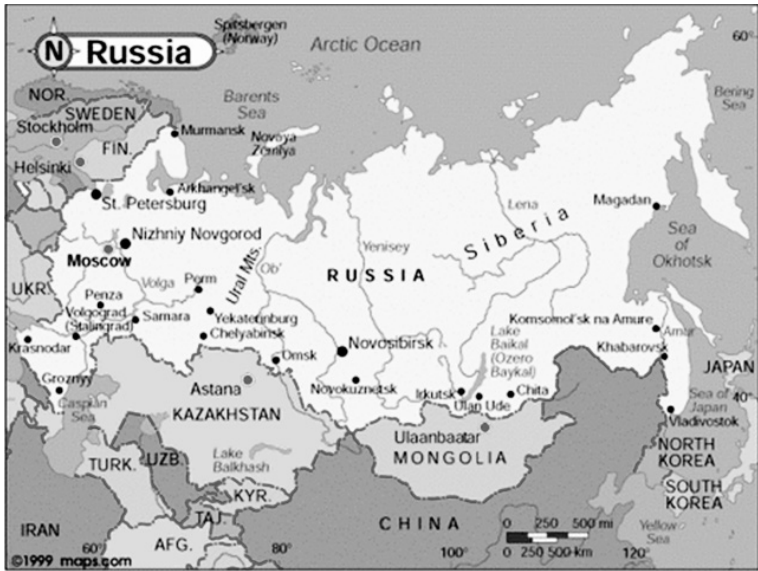 N
Russia
Spitsbergen
(Norway)
Arctic Ocean
60°
NOR.
SWEDEN
Stockholm
FIN.
Helsinki
Barents
Sea
Bering
Sea
Murmansk
Novaya
Zemlya
Arkhangel'sk
St. Petersburg
Nizhniy Novgorod
Moscow
Lena
Magadan
Siberia
Sea
of
Okhotsk
Yenisey
Ural Mts.
Ob'
RUSSIA
UKR.
Volga
Perm
Penza
Volgograd
(Stalingrad)
Samara
Yekaterinburg
Chelyabinsk
Krasnodar
Groznyy
Caspian
Sea
Omsk
Novosibirsk
Novokuznetsk
Lake
Baikal
(Ozero
Baykal)
Irkutsk
Ulan Ude
Chita
Komsomol'sk na Amure
Amur
Khabarovsk
JAPAN
Sea of
Japan
40°
Vladivostok
Astana
KAZAKHSTAN
Lake
Balkhash
Ulaanbaatar
MONGOLIA
NORTH
KOREA
SOUTH
KOREA
Yellow
Sea
TURK.
UZB.
KYR.
TAJ.
AFG.
IRAN
CHINA
0 250 500 mi
0 250 500 km
60°
80°
100°
120°
©1999 maps.com